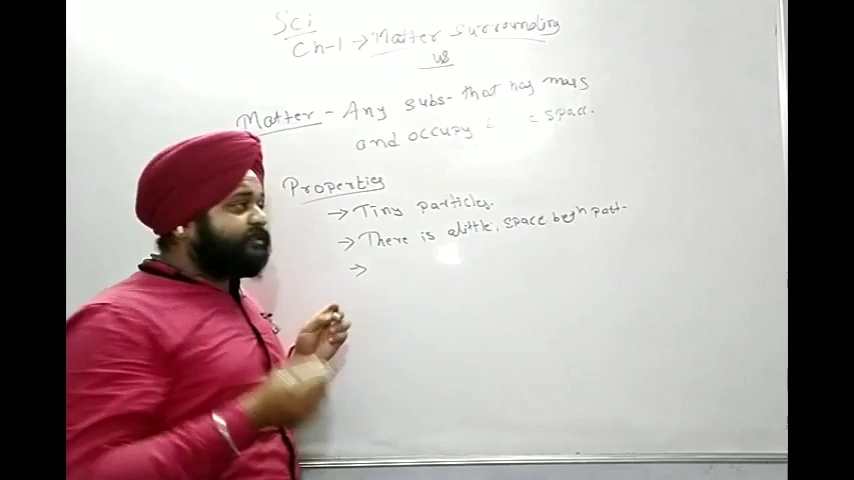 Sci
Ch-1 → Matter Surrounding
us
Matter - Any subs- that has mass
and occupy space.
Properties
→ Tiny particles.
→ There is a little space betn part-
→